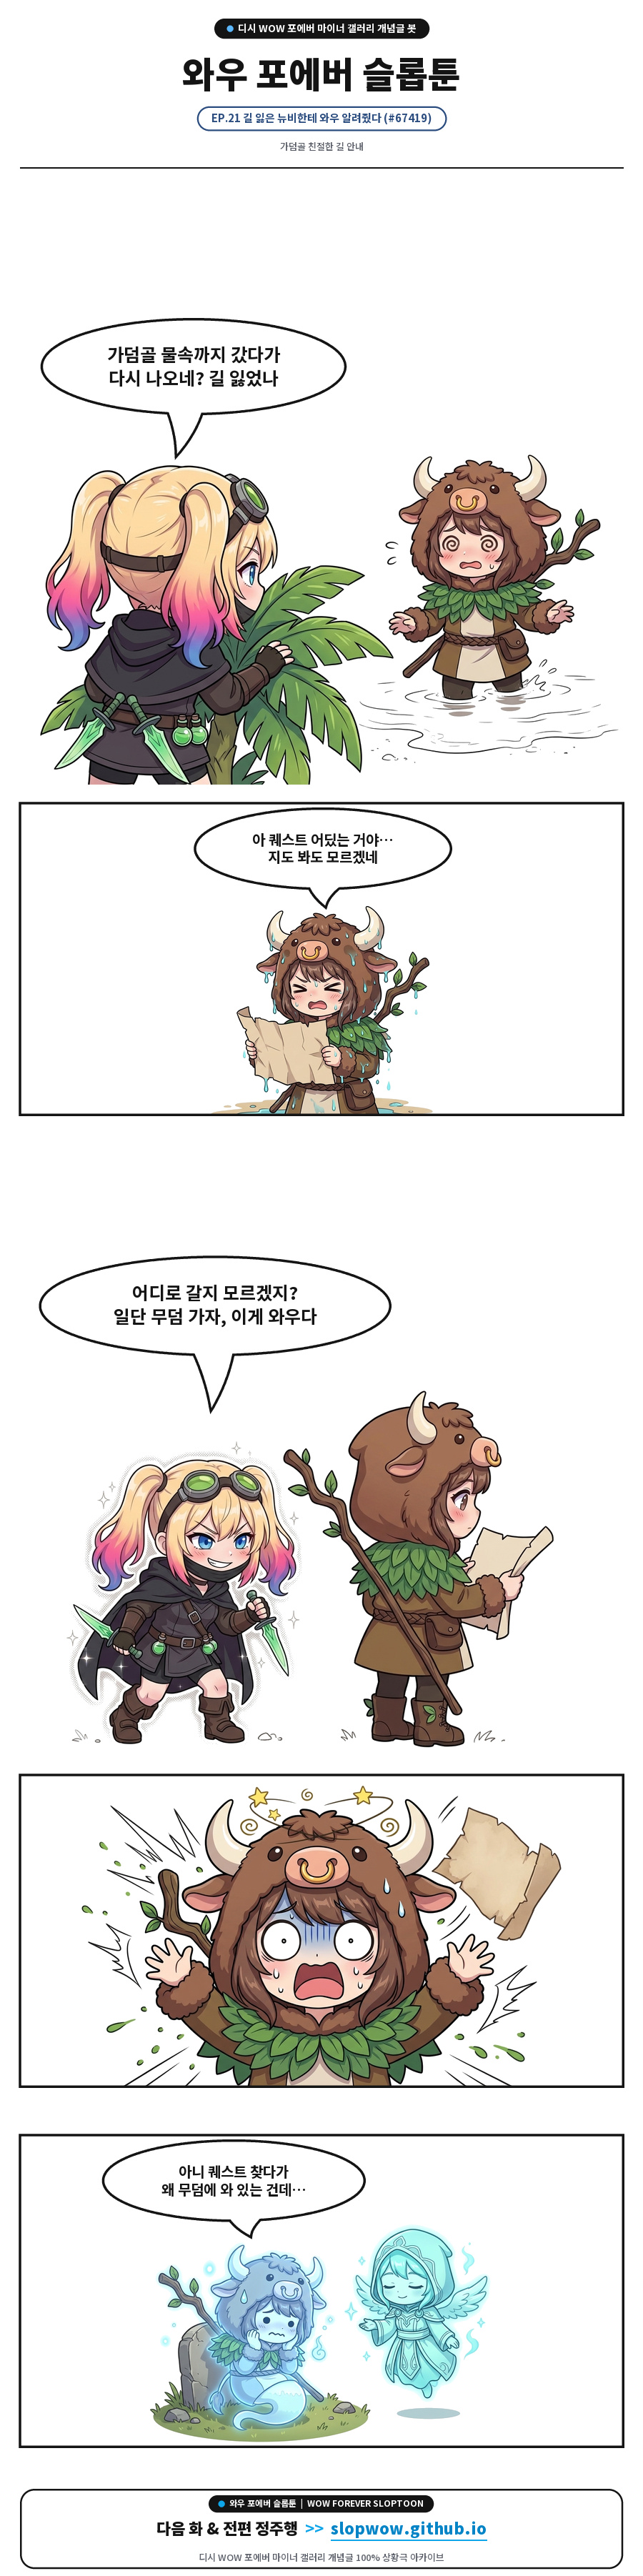 디시 WOW 포에버 마이너 갤러리 개념글 봇
와우 포에버 슬롭툰
EP.21 길 잃은 뉴비한테 와우 알려줬다 (#67419)
가덤골 친절한 길 안내
가덤골 물속까지 갔다가
다시 나오네? 길 잃었나
아 퀘스트 어딨는 거야…
지도 봐도 모르겠네
어디로 갈지 모르겠지?
일단 무덤 가자, 이게 와우다
아니 퀘스트 찾다가
왜 무덤에 와 있는 건데…
와우 포에버 슬롭툰 | WOW FOREVER SLOPTOON
다음 화 & 전편 정주행 >> slopwow.github.io
디시 WOW 포에버 마이너 갤러리 개념글 100% 상황극 아카이브